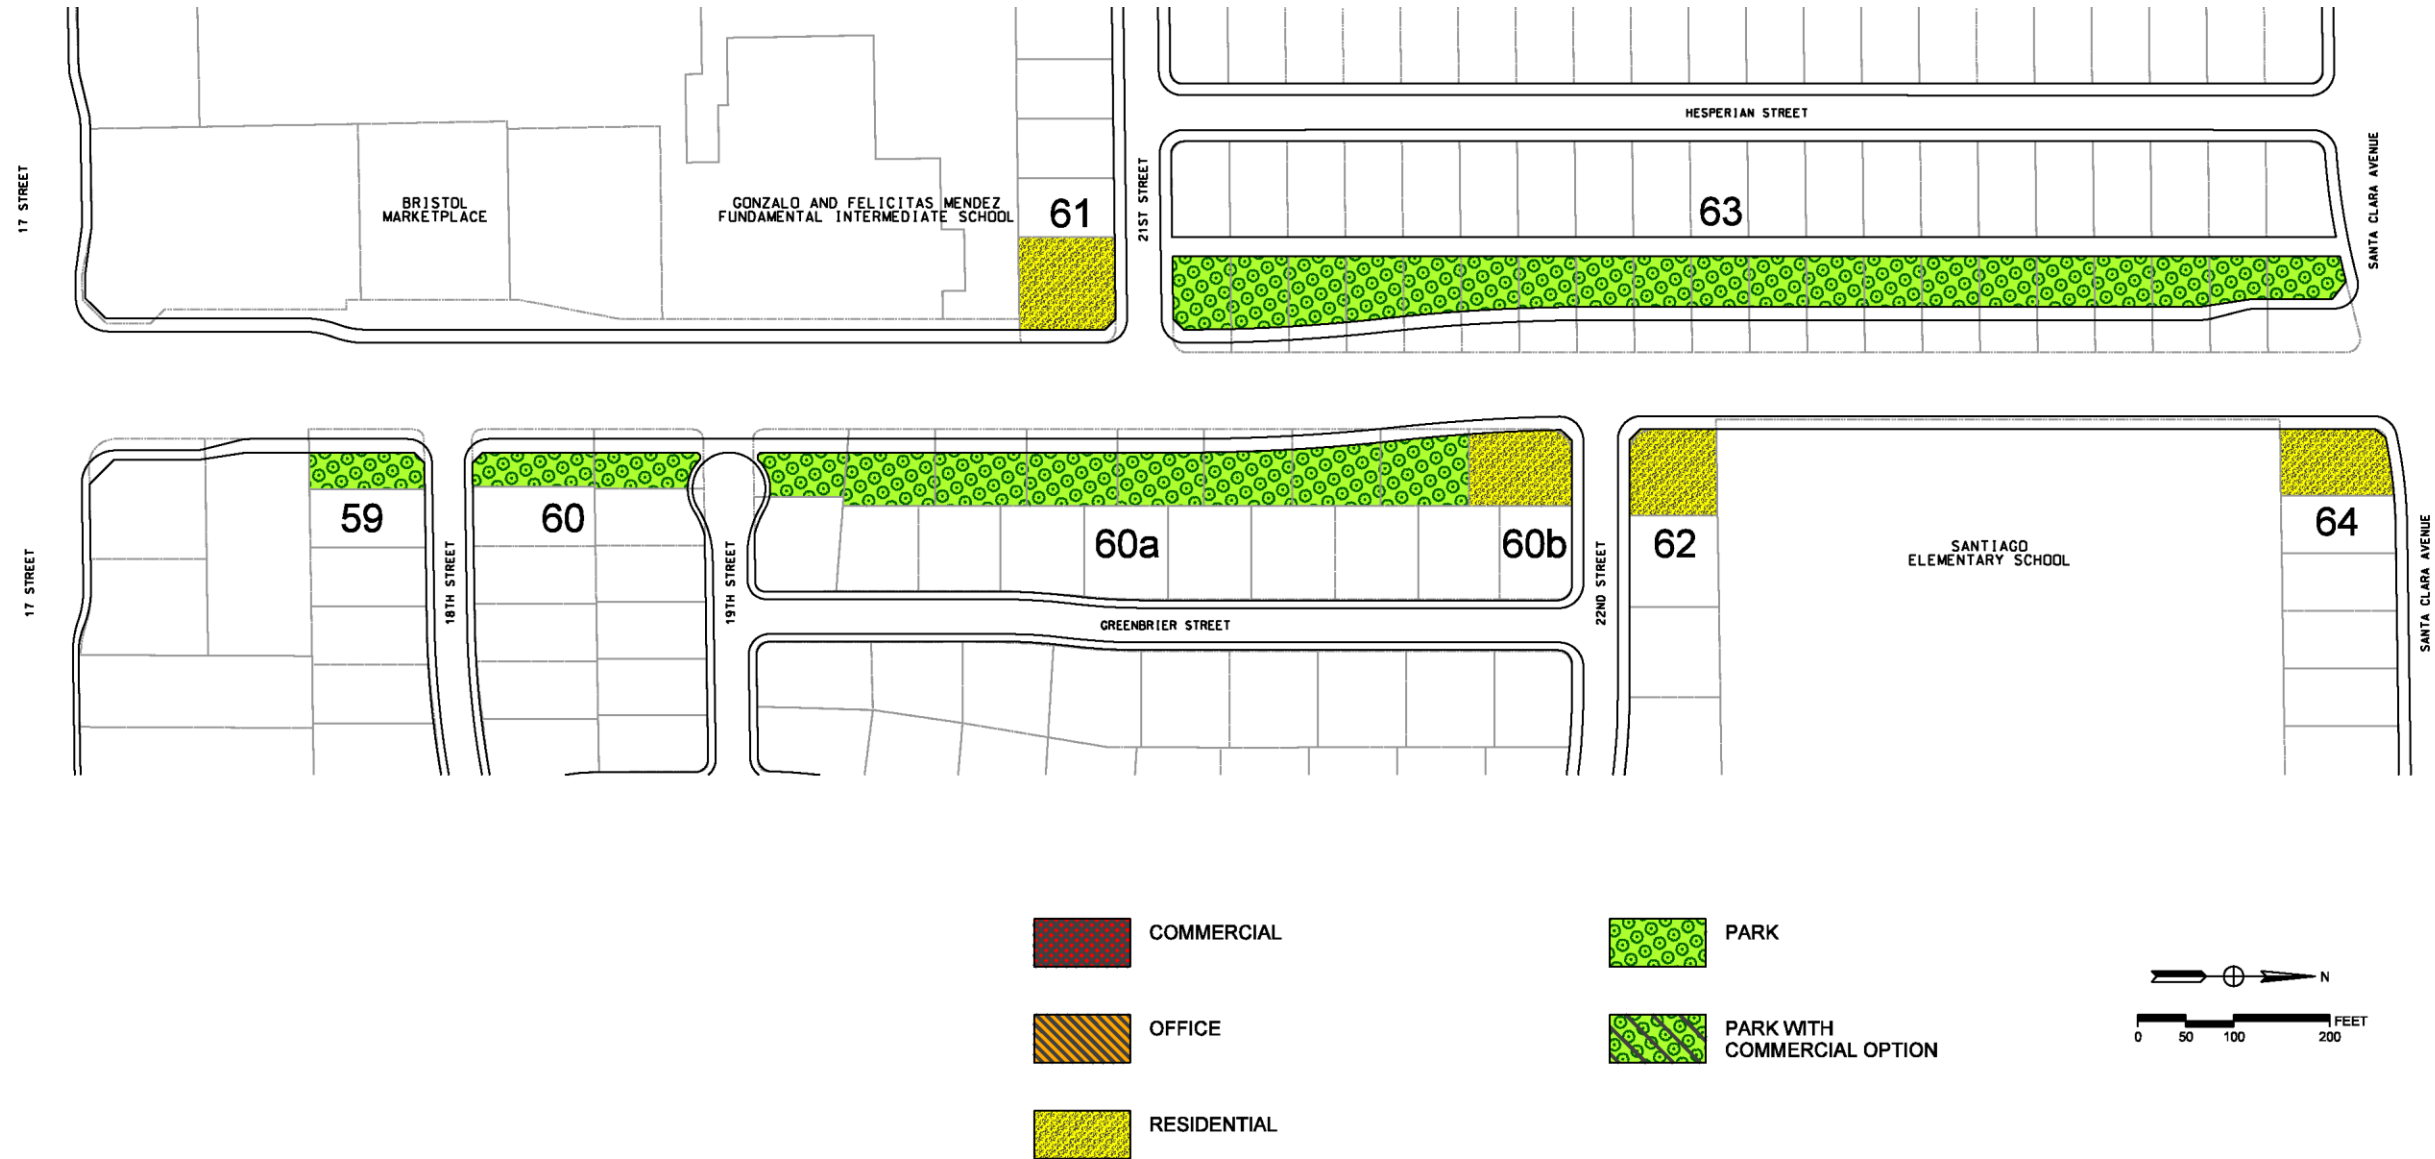 HESPERIAN STREET
17 STREET
BRISTOL
MARKETPLACE
GONZALO AND FELICITAS MENDEZ
FUNDAMENTAL INTERMEDIATE SCHOOL
61
21ST STREET
63
SANTA CLARA AVENUE
17 STREET
59
18TH STREET
60
19TH STREET
60a
60b
22ND STREET
62
SANTIAGO
ELEMENTARY SCHOOL
64
SANTA CLARA AVENUE
GREENBRIER STREET
COMMERCIAL
OFFICE
RESIDENTIAL
PARK
PARK WITH
COMMERCIAL OPTION
N
FEET
0 50 100 200